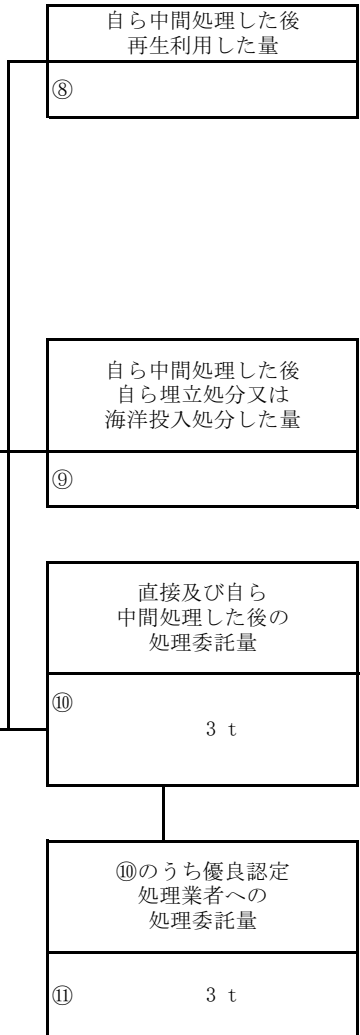 自ら中間処理した後
再生利用した量
⑧
自ら中間処理した後
自ら埋立処分又は
海洋投入処分した量
⑨
直接及び自ら
中間処理した後の
処理委託量
⑩
3 t
⑩のうち優良認定
処理業者への
処理委託量
⑪ 3 t